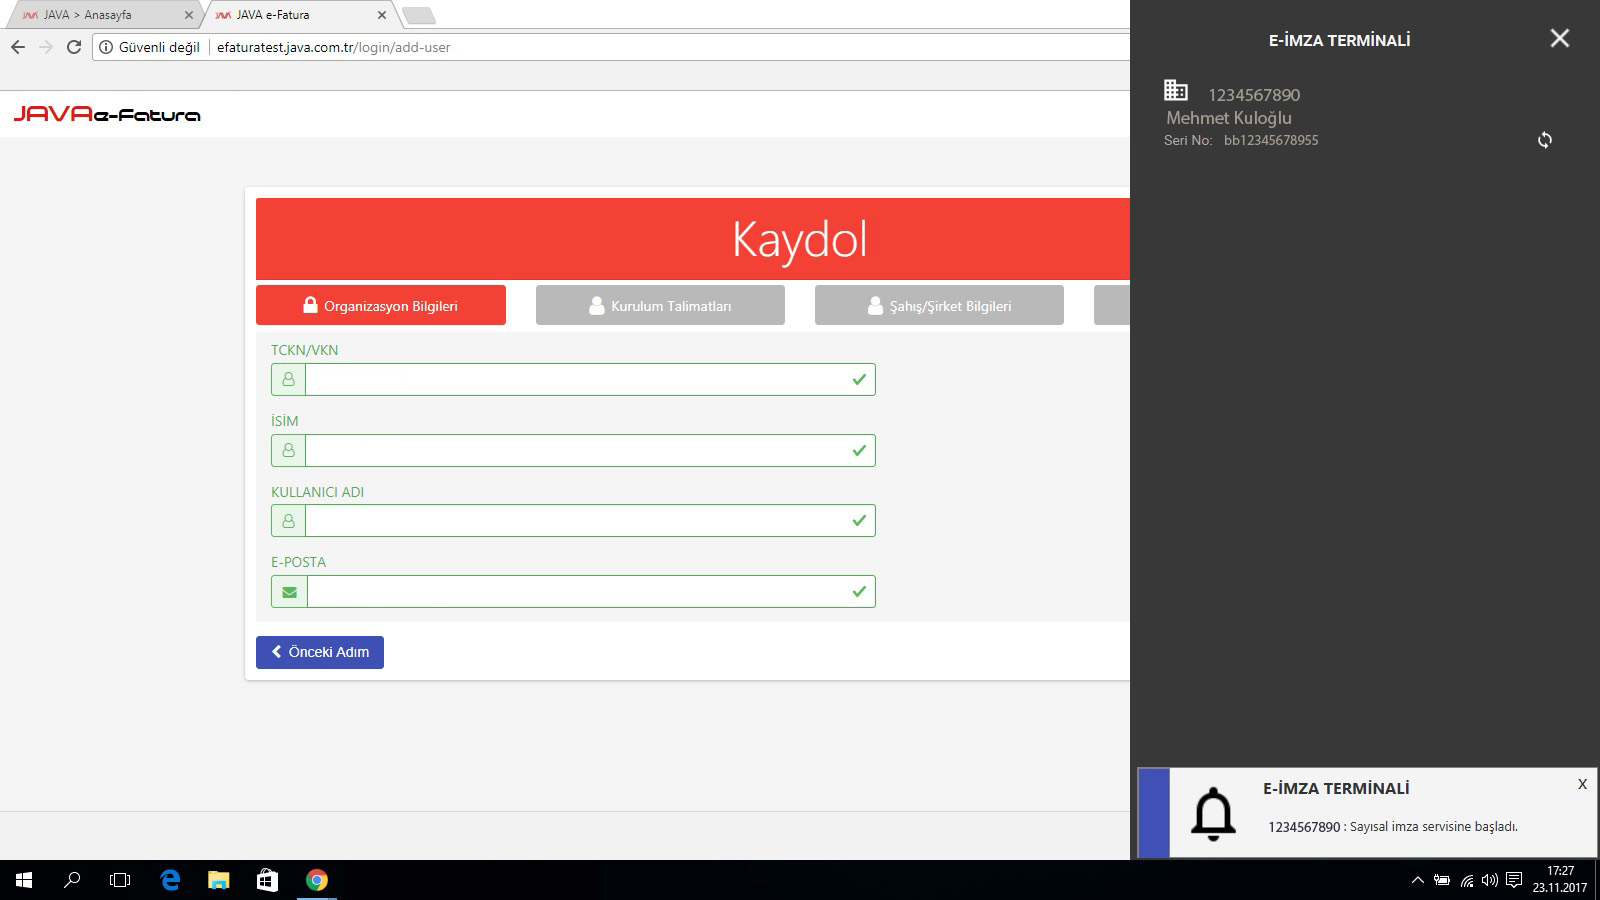 JAVA > Anasayfa
JAVA e-Fatura
Güvenli değil
efaturatest.java.com.tr/login/add-user
JAVA e-Fatura
Kaydol
Organizasyon Bilgileri
Kurulum Talimatları
Şahıs/Şirket Bilgileri
TCKN/VKN
İSİM
KULLANICI ADI
E-POSTA
Önceki Adım
E-İMZA TERMİNALİ
1234567890
Mehmet Kuloğlu
Seri No: bb12345678955
E-İMZA TERMİNALİ
X
1234567890 : Sayısal imza servisine başladı.
17:27
23.11.2017